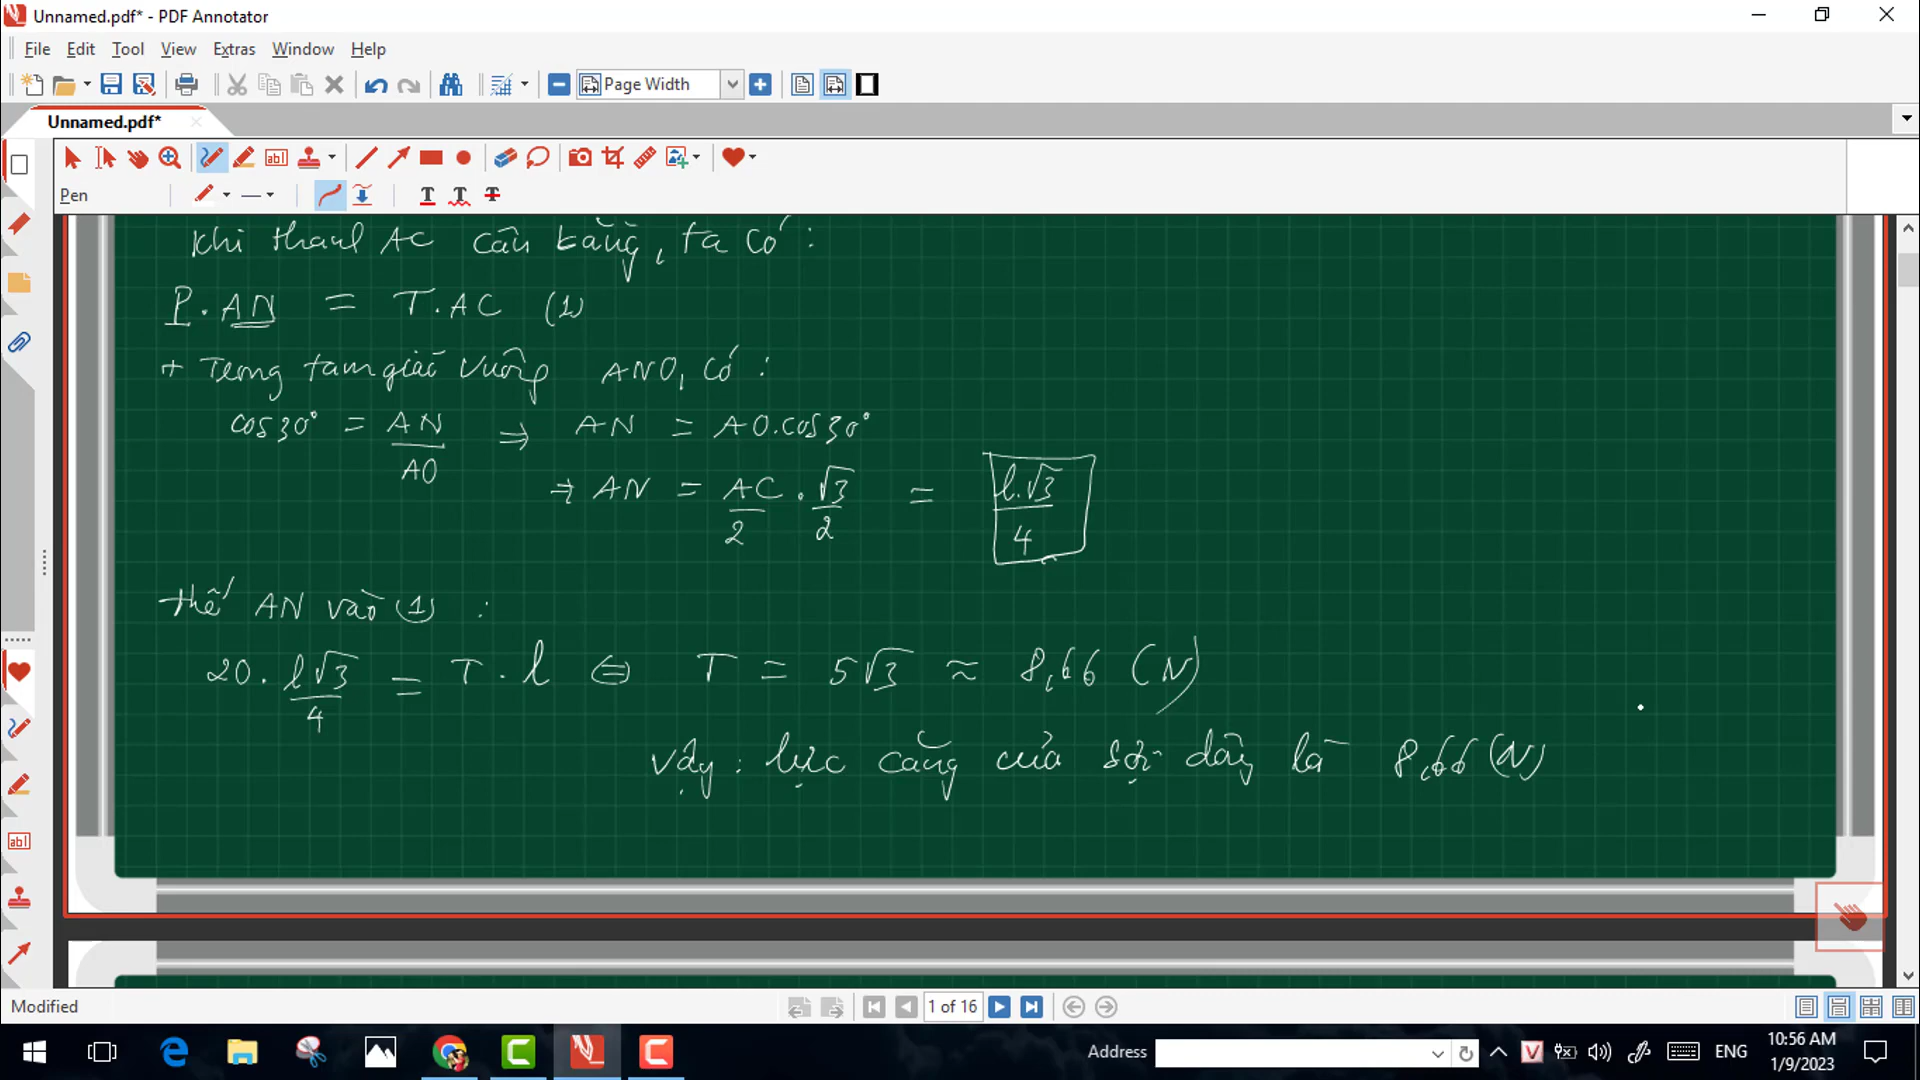 Unnamed.pdf* - PDF Annotator
File Edit Tool View Extras Window Help
Page Width
Unnamed.pdf*
Pen
Khi thanh AC cân bằng, ta có:
P.AN = T.AC (1)
+ Trong tam giác vuông ANO, có:
cos30° = AN/AO ⇒ AN = AO.cos30°
⇒ AN = AC/2 . √3/2 = l.√3/4
thế AN vào (1) :
20. l√3/4 = T. l ⇔ T = 5√3 ≈ 8,66 (N)
Vậy: lực căng của sợi dây là 8,66(N)
Modified
1 of 16
Address
ENG
10:56 AM
1/9/2023